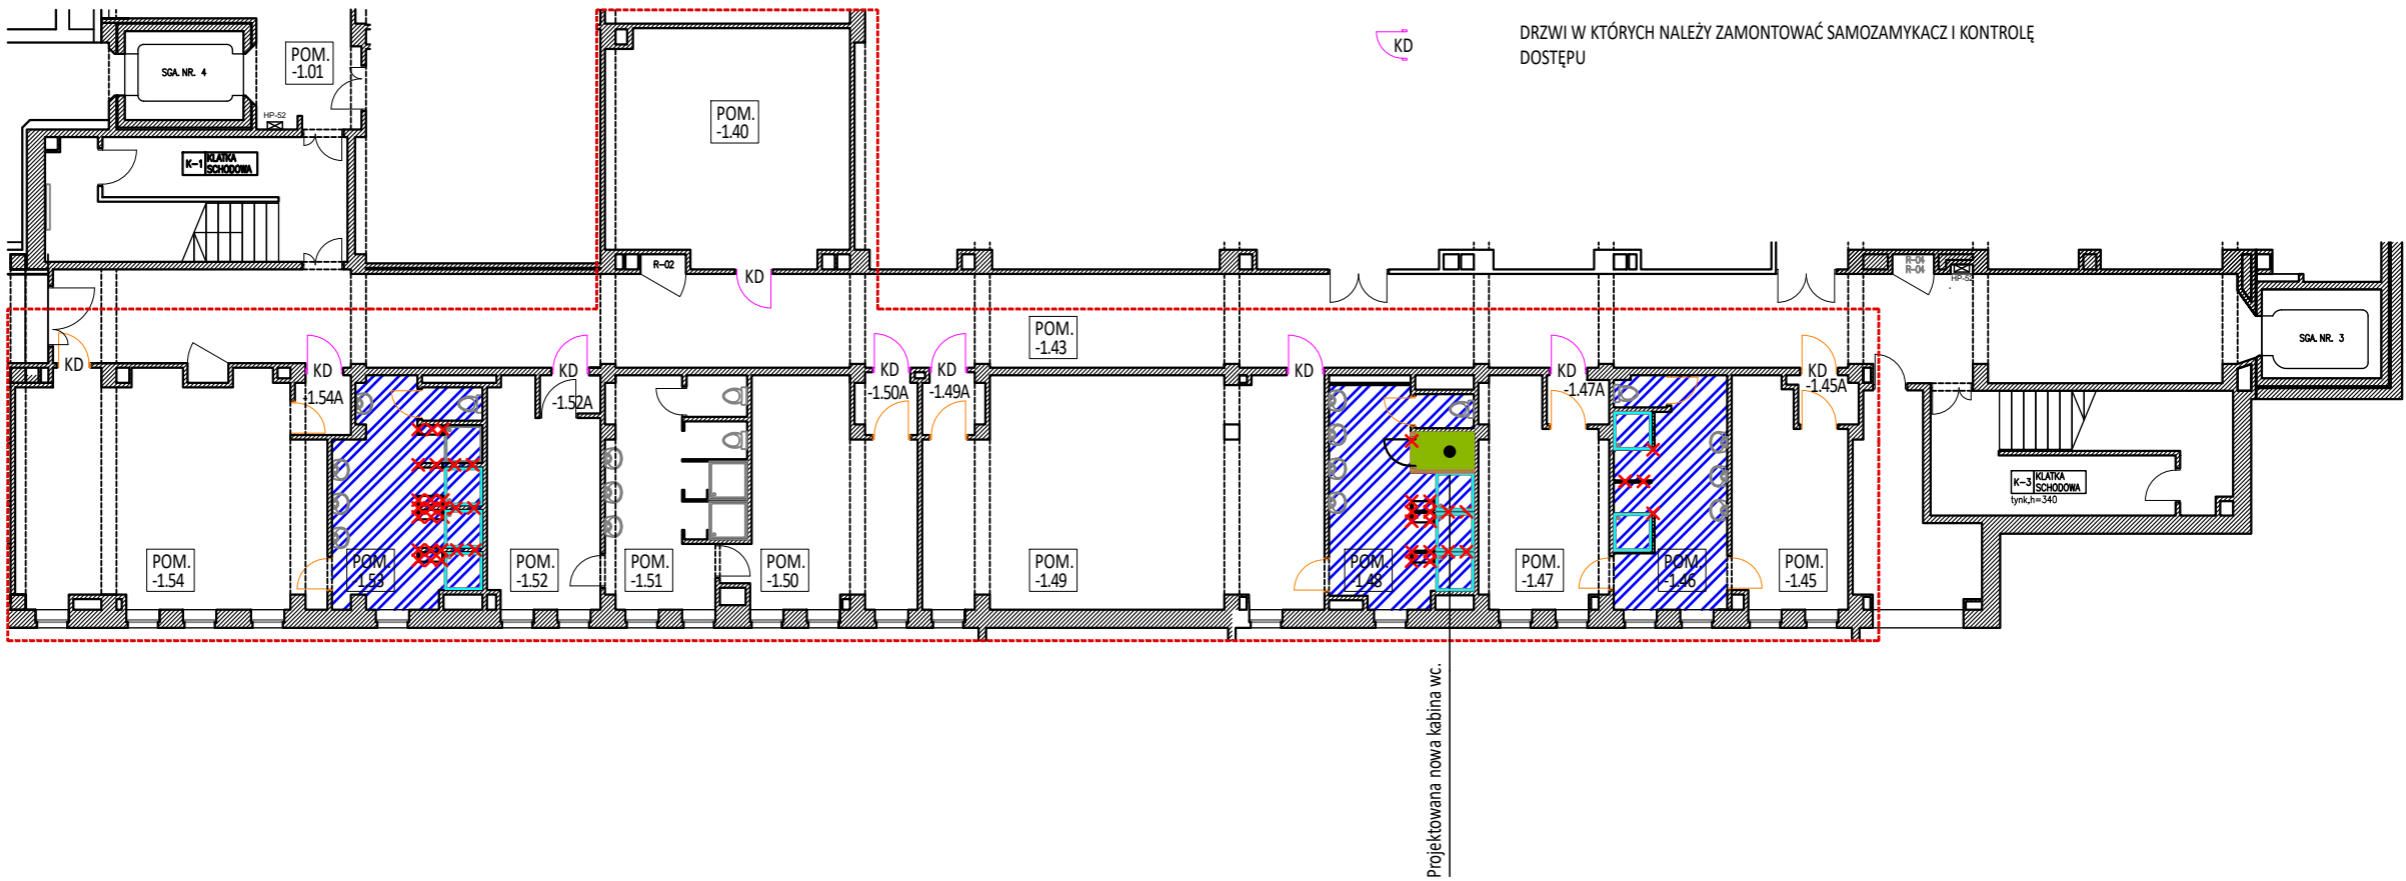 DRZWI W KTÓRYCH NALEŻY ZAMONTOWAĆ SAMOZAMYKACZ I KONTROLĘ
DOSTĘPU
KD
POM.
-1.01
SGA. NR. 4
HP-52
K-1
KLATKA
SCHODOWA
POM.
-1.40
R-02
KD
R-04
R-04
HP-52
POM.
-1.43
SGA. NR. 3
KD
KD
-1.54A
KD
-1.52A
KD
-1.50A
KD
-1.49A
KD
KD
-1.47A
KD
-1.45A
K-3
KLATKA
SCHODOWA
tynk,h=340
POM.
-1.54
POM.
-1.53
POM.
-1.52
POM.
-1.51
POM.
-1.50
POM.
-1.49
POM.
-1.48
POM.
-1.47
POM.
-1.46
POM.
-1.45
Projektowana nowa kabina wc.